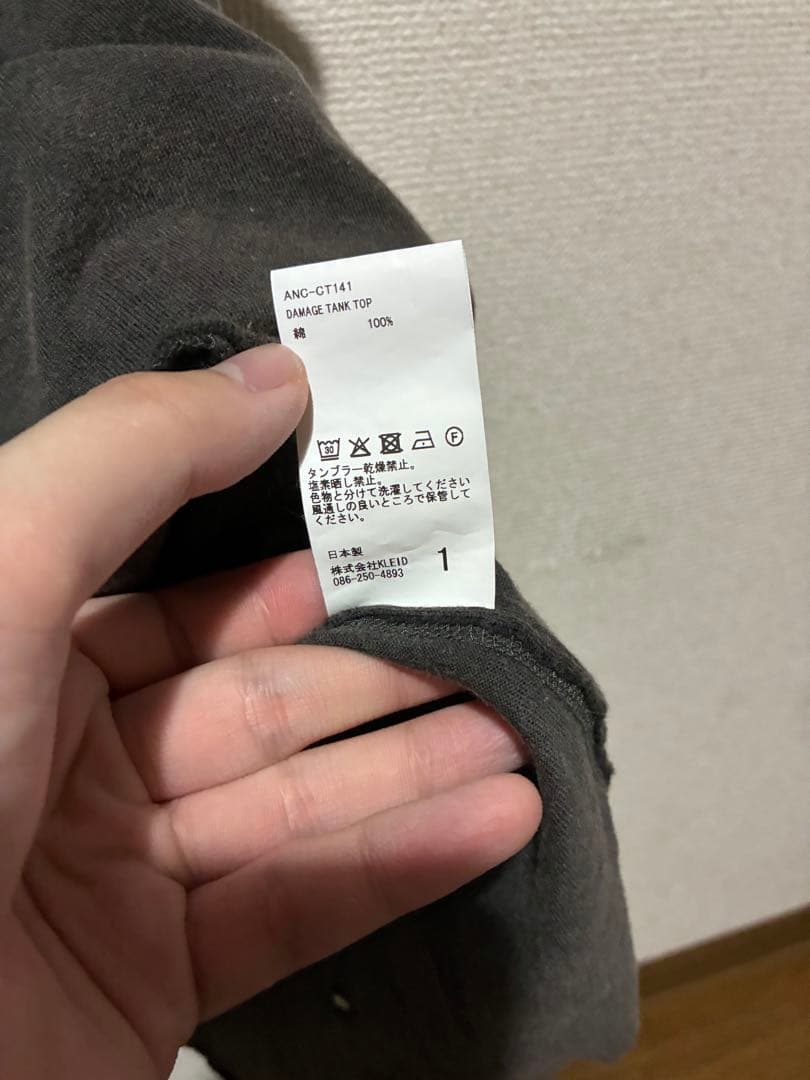 ANC-CT141
DAMAGE TANK TOP
綿 100%
30 F
タンブラー乾燥禁止。
塩素晒し禁止。
色物と分けて洗濯してください
風通しの良いところで保管して
ください。
日本製
株式会社KLEID
086-250-4893
1